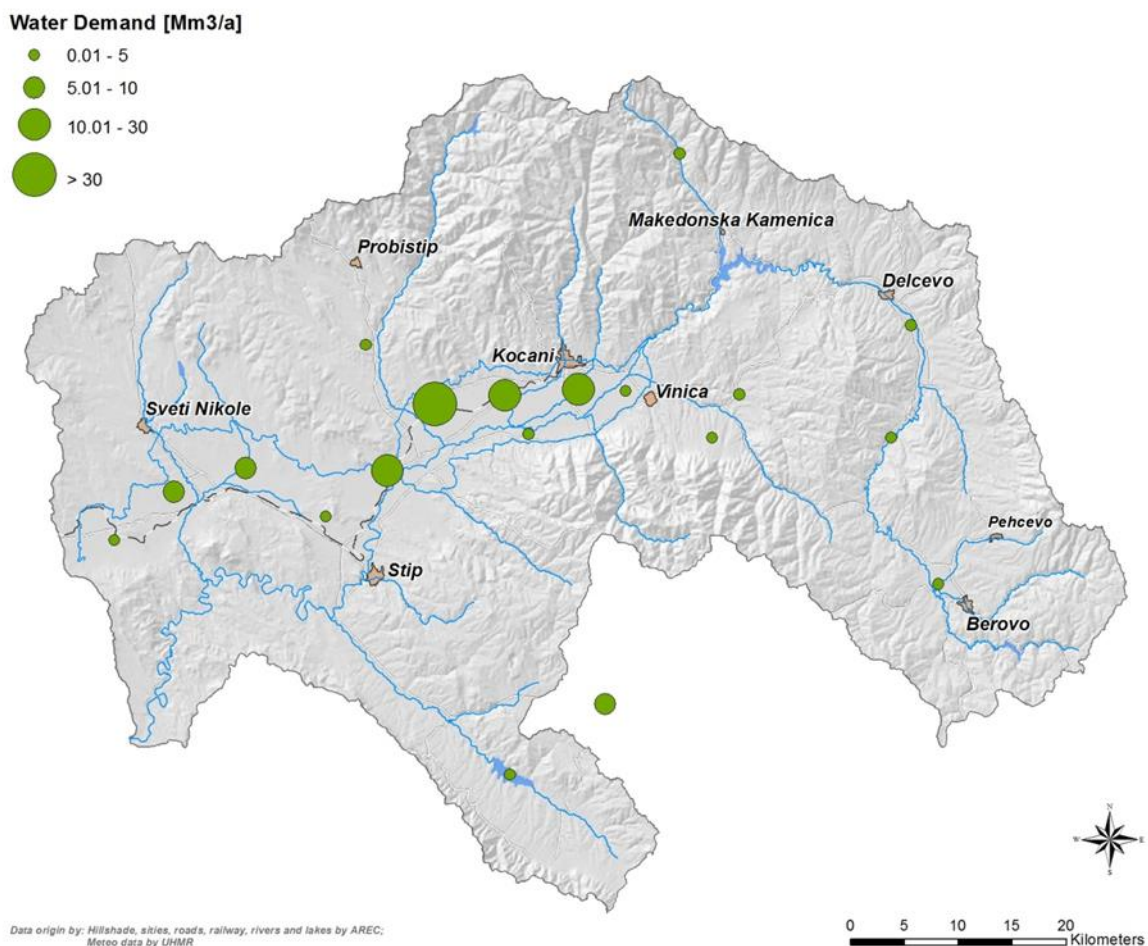 Water Demand [Mm3/a]
0.01 - 5
5.01 - 10
10.01 - 30
> 30
Makedonska Kamenica
Probistip
Delcevo
Kocani
Vinica
Sveti Nikole
Pehcevo
Stip
Berovo
N
W E
S
Data origin by: Hillshade, sities, roads, railway, rivers and lakes by AREC;
Meteo data by UHMR
0 5 10 15 20
Kilometers